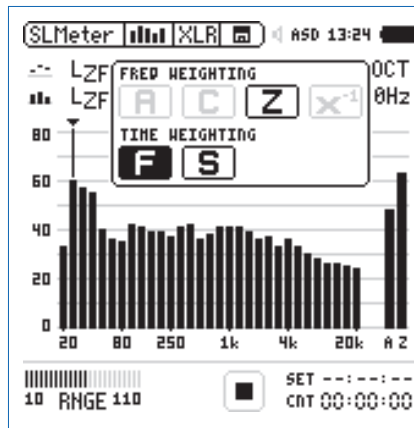 SLMeter XLR ASD 13:24
LZF OCT
LZF 0Hz
FREQ WEIGHTING
A C Z X-1
TIME WEIGHTING
F S
80
60
40
20
0
20 80 250 1k 4k 20k A Z
10 RNGE 110
SET --:--:--
CNT 00:00:00